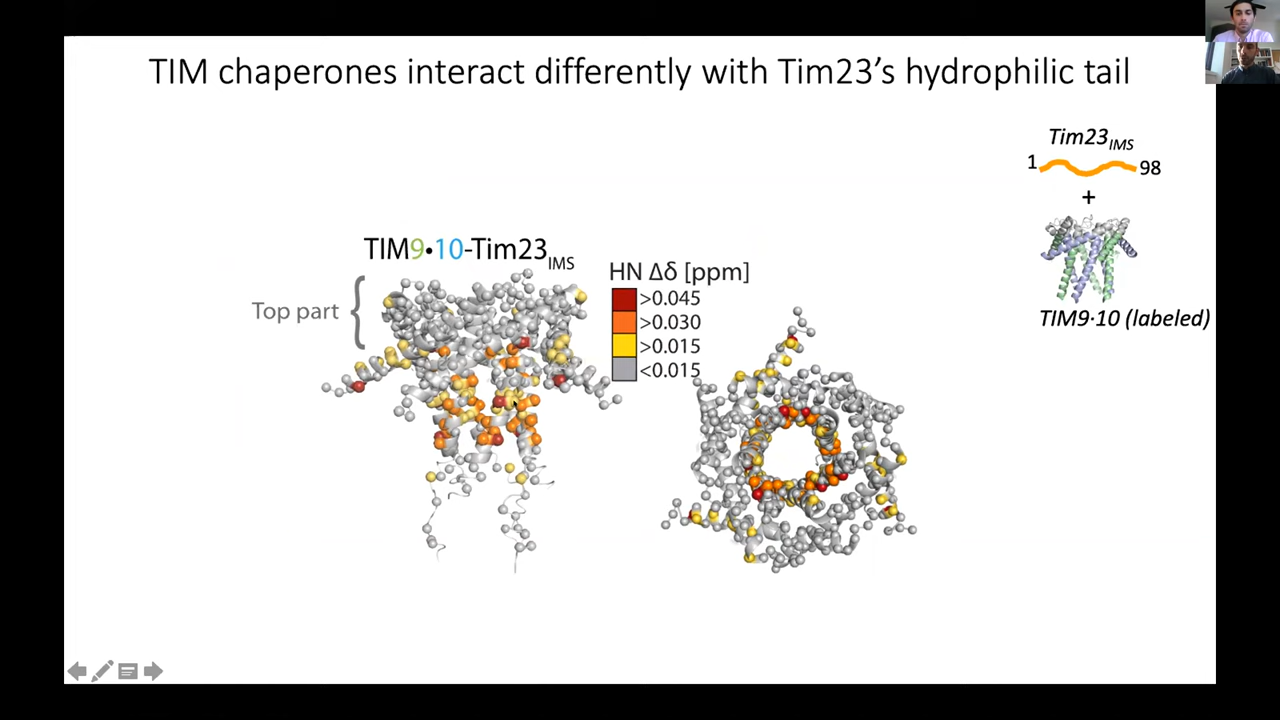 TIM chaperones interact differently with Tim23's hydrophilic tail
Tim23IMS
1 98
+
TIM9•10-Tim23IMS
Top part
HN Δδ [ppm]
>0.045
>0.030
>0.015
<0.015
TIM9·10 (labeled)